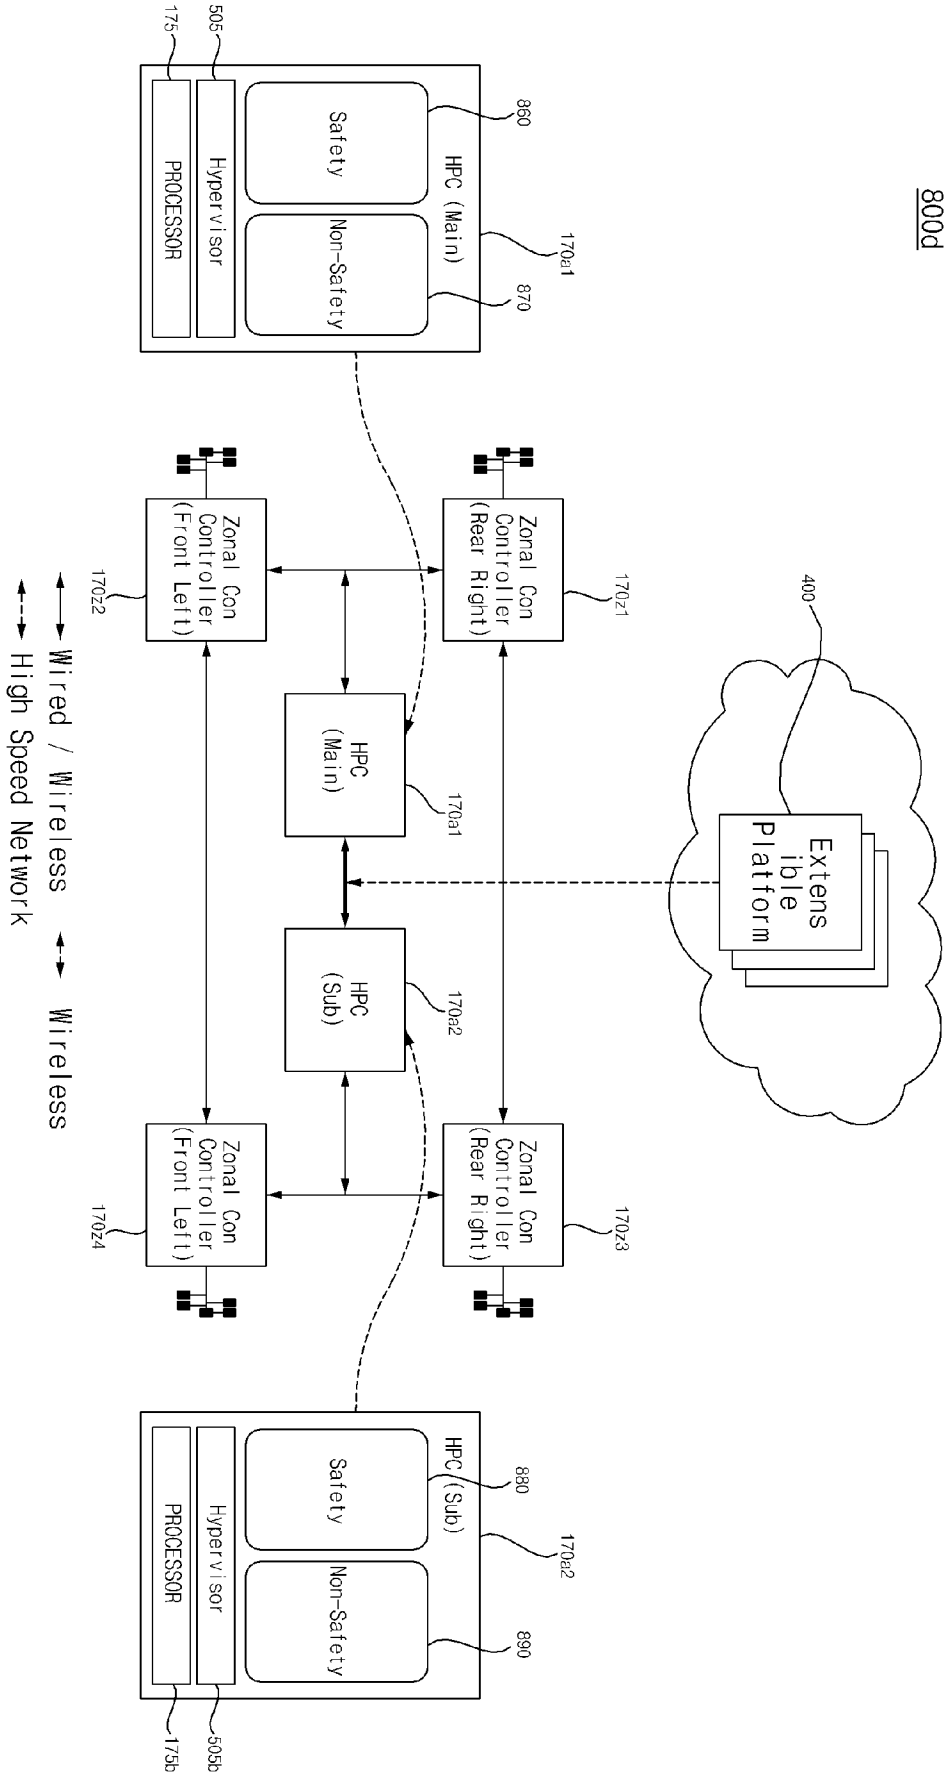 800d
400
Extens
ible
Platform
170a1
860
870
HPC (Main)
Safety
Non-Safety
Hypervisor
PROCESSOR
505
175
170z1
Zonal Con
Controller
(Rear Right)
170z3
Zonal Con
Controller
(Rear Right)
170a1
HPC
(Main)
170a2
HPC
(Sub)
Zonal Con
Controller
(Front Left)
170z2
Zonal Con
Controller
(Front Left)
170z4
170a2
880
890
HPC (Sub)
Safety
Non-Safety
Hypervisor
PROCESSOR
505b
175b
Wired / Wireless
Wireless
High Speed Network